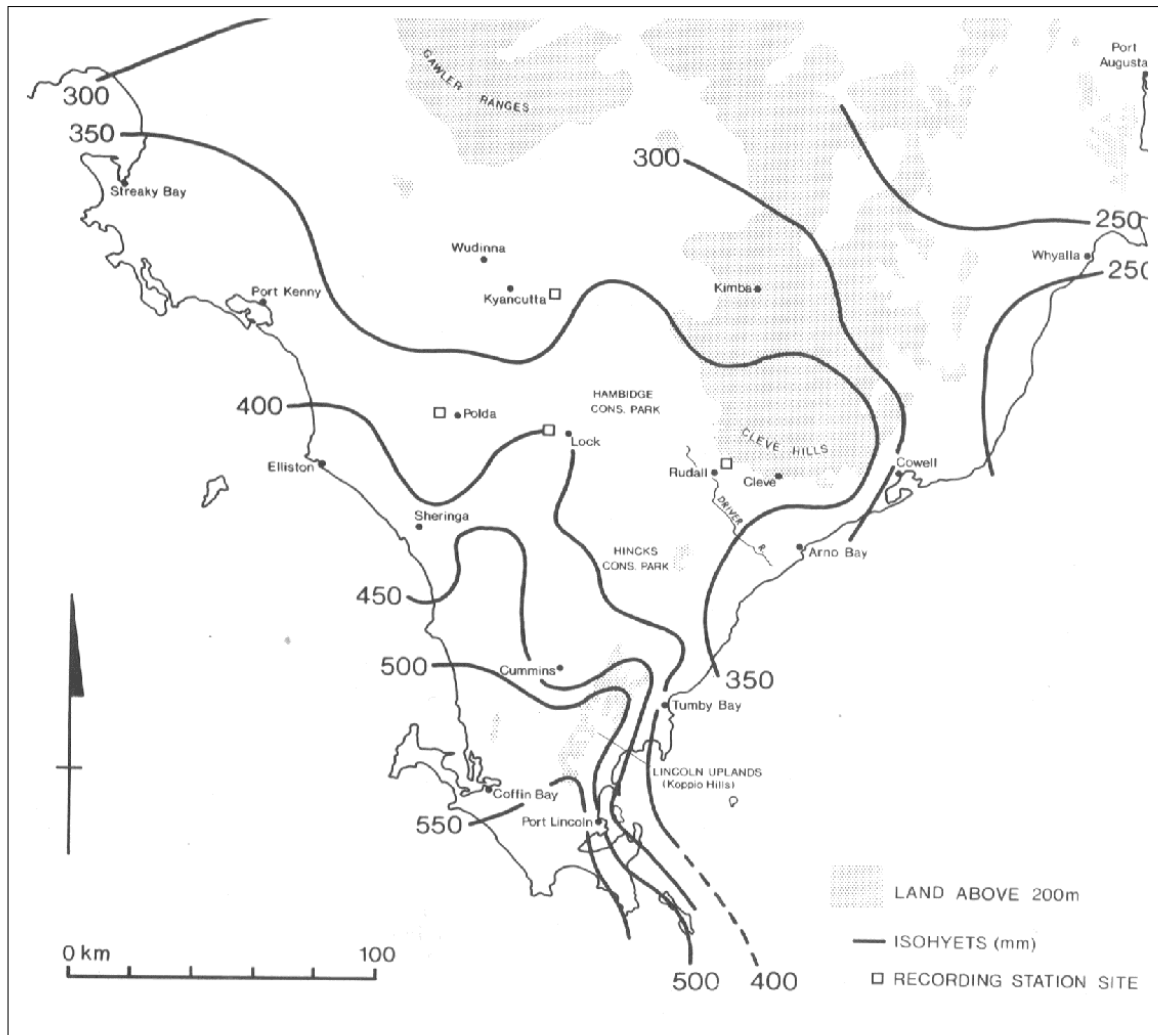 GAWLER RANGES
Port
Augusta
300
350
300
Streaky Bay
250
Wudinna
Whyalla
250
Port Kenny
Kyancutta
Kimba
400
HAMBIDGE
CONS. PARK
Polda
Lock
CLEVE HILLS
Elliston
Rudall
Cleve
Cowell
Sheringa
DRIVER R.
HINCKS
CONS. PARK
Arno Bay
450
500
Cummins
350
Tumby Bay
LINCOLN UPLANDS
(Koppio Hills)
Coffin Bay
550
Port Lincoln
LAND ABOVE 200m
ISOHYETS (mm)
0 km
100
500
400
RECORDING STATION SITE